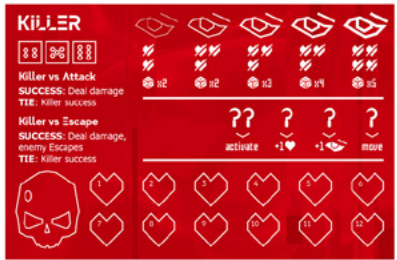 KILLER
x2 x2 x3 x4 x5
Killer vs Attack
SUCCESS: Deal damage
TIE: Killer success
Killer vs Escape
SUCCESS: Deal damage,
enemy Escapes
TIE: Killer success
?? ? ? ?
activate +1 +1 move
1 2 3 4 5 6
7 8 9 10 11 12